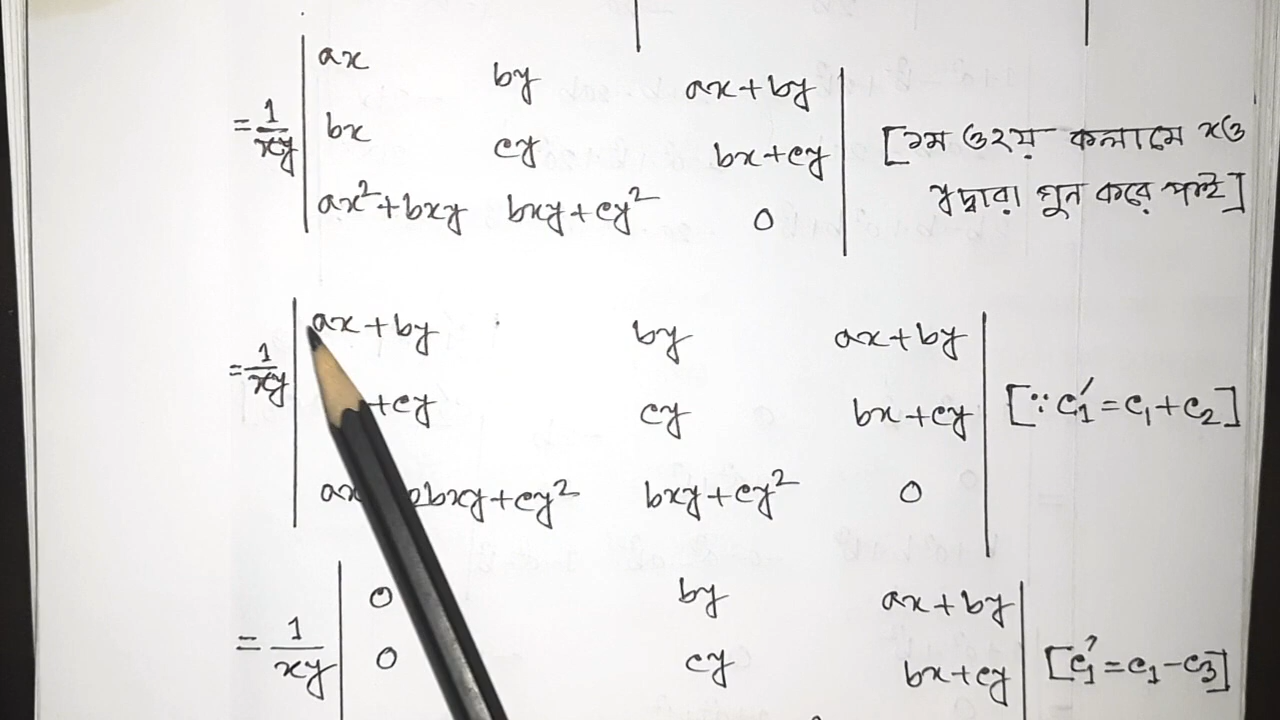 ax by ax+by
= 1/xy bx cy bx+cy [১ম ও ২য় কলামে x ও
ax²+bxy bxy+cy² 0 y দ্বারা গুন করে পাই]
ax+by by ax+by
= 1/xy +cy cy bx+cy [∵ c₁′=c₁+c₂]
ax bxy+cy² bxy+cy² 0
0 by ax+by
= 1/xy 0 cy bx+cy [c₁′=c₁-c₃]